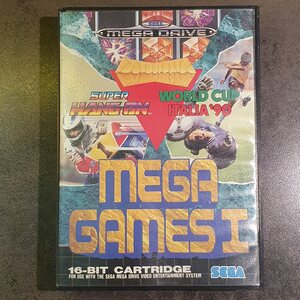 MEGA DRIVE
SUPER
HANG-ON
WORLD CUP
ITALIA '90
MEGA
GAMES I
16-BIT CARTRIDGE
FOR USE WITH THE SEGA MEGA DRIVE VIDEO ENTERTAINMENT SYSTEM
SEGA